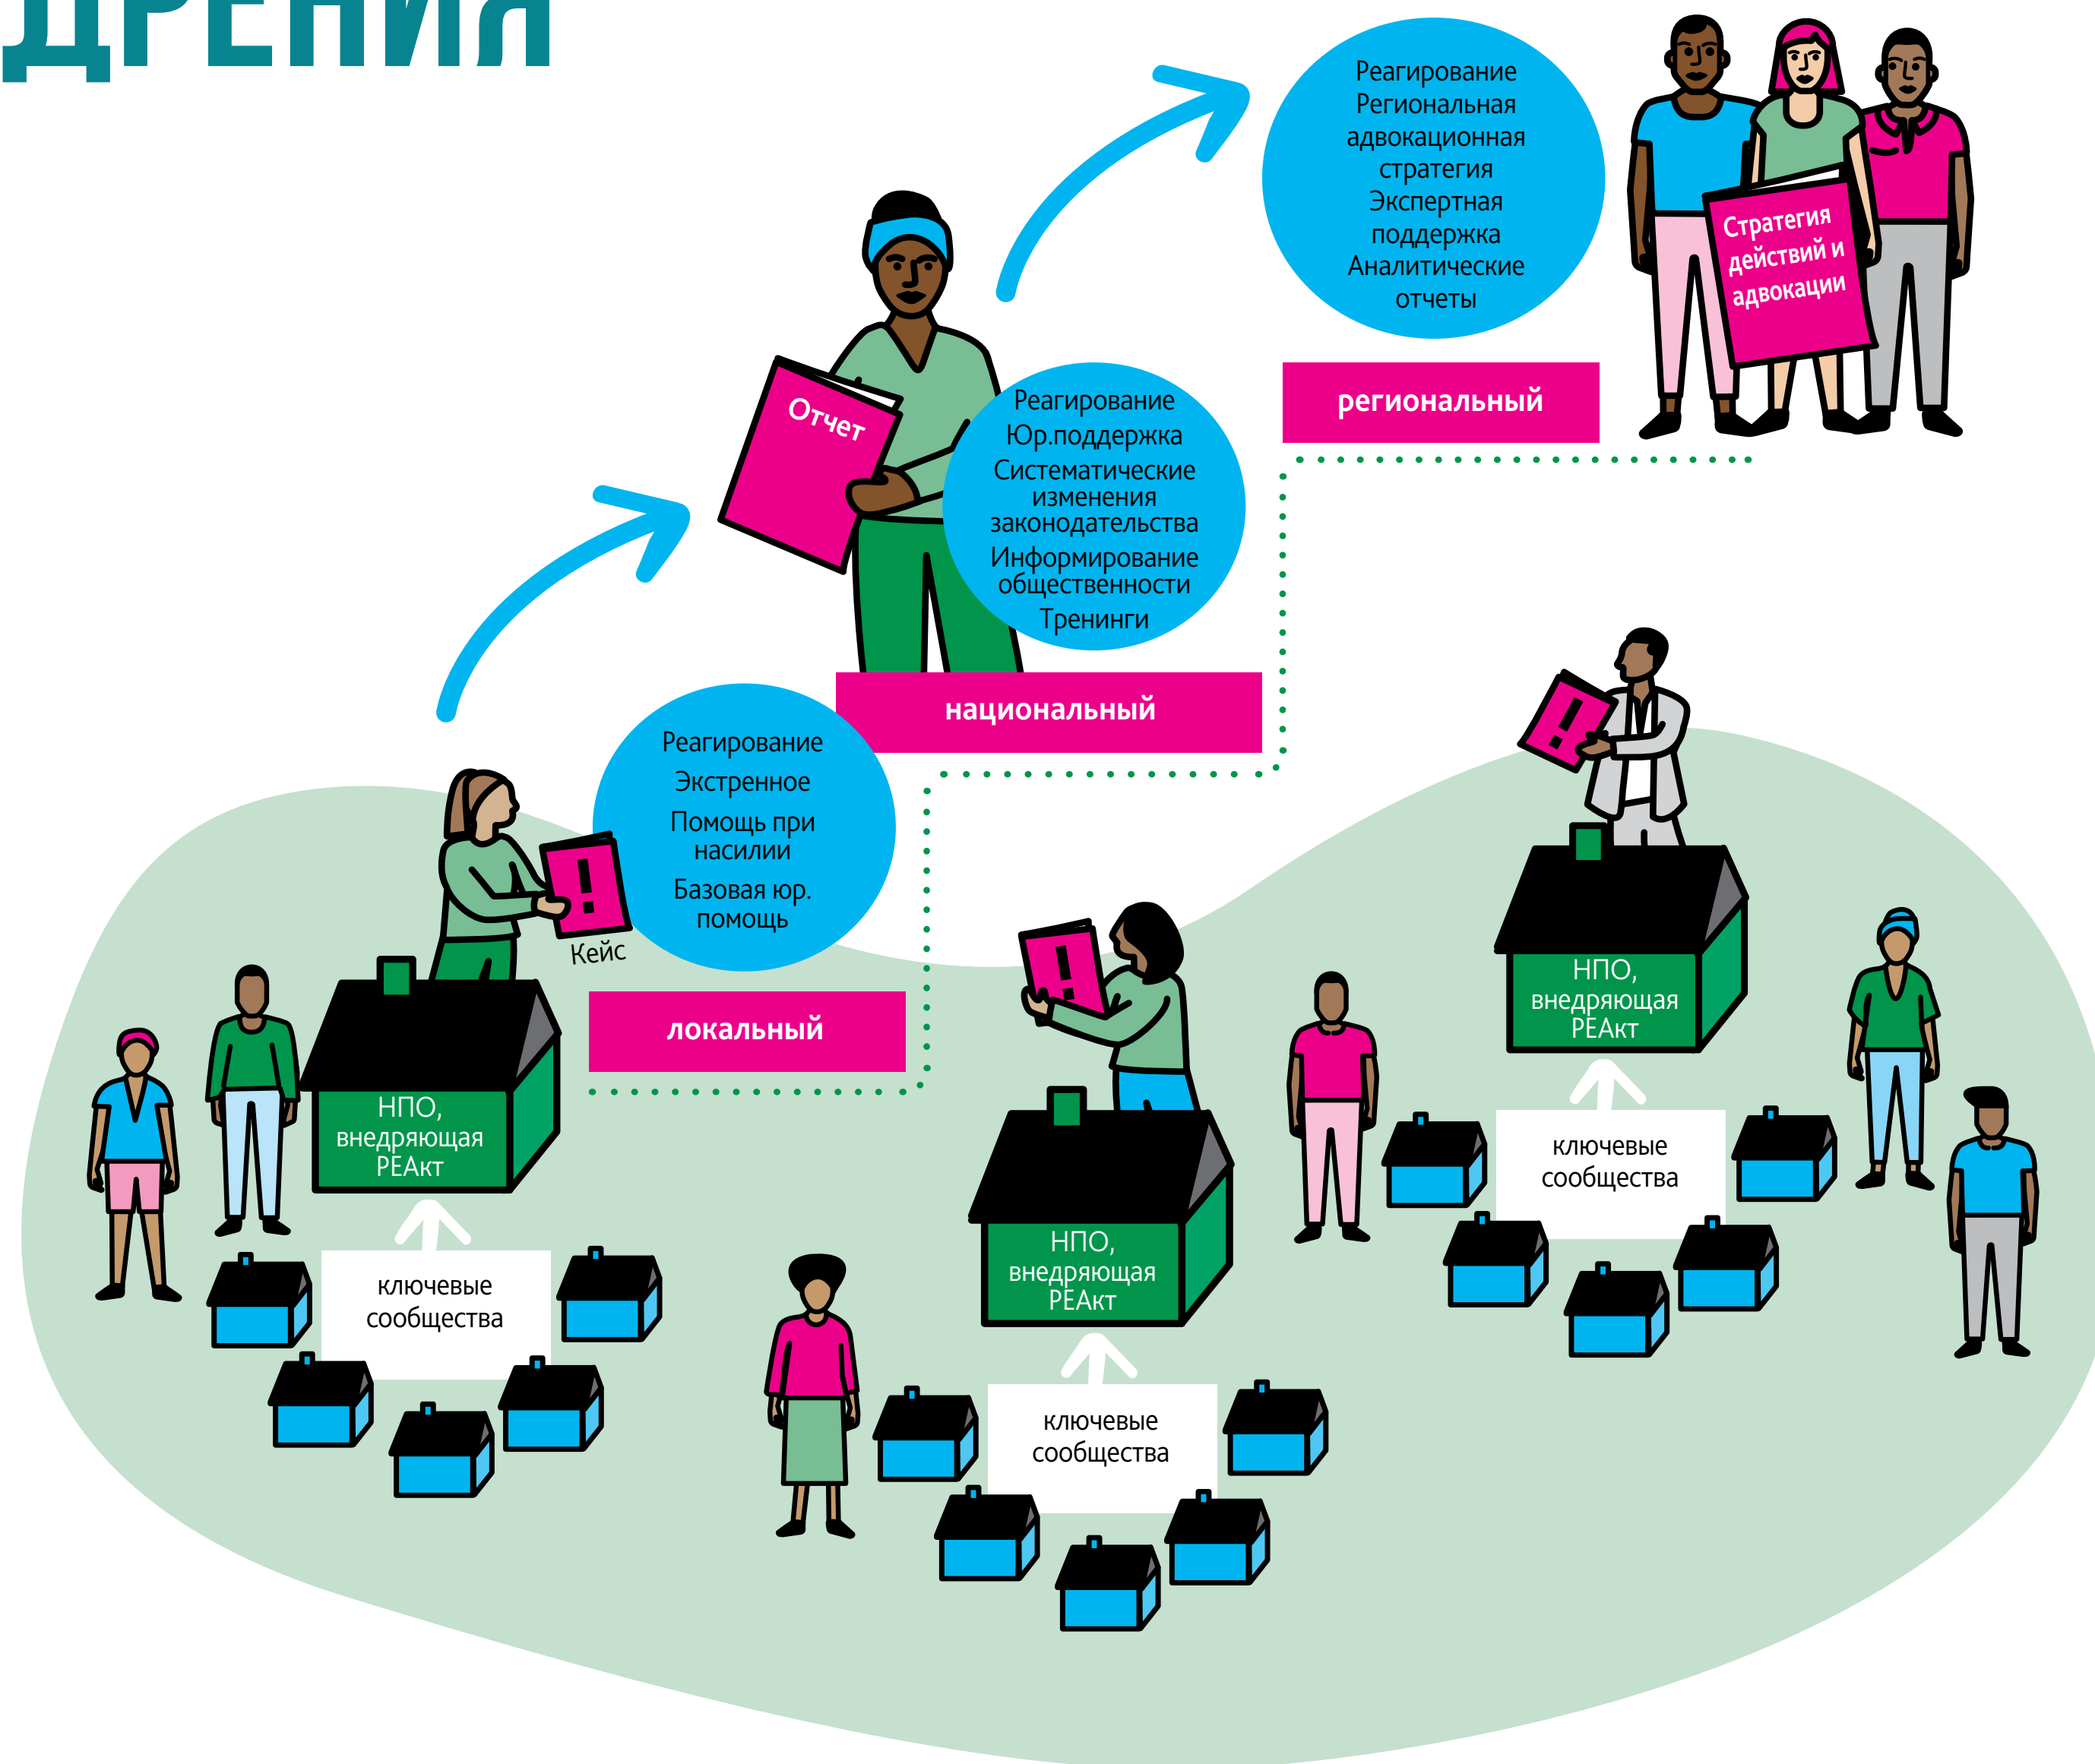 ДРЕНИЯ
Реагирование
Региональная
адвокационная
стратегия
Экспертная
поддержка
Аналитические
отчеты
Стратегия
действий и
адвокации
региональный
Отчет
Реагирование
Юр.поддержка
Систематические
изменения
законодательства
Информирование
общественности
Тренинги
национальный
Реагирование
Экстренное
Помощь при
насилии
Базовая юр.
помощь
!
Кейс
локальный
!
!
НПО,
внедряющая
РЕАкт
ключевые
сообщества
НПО,
внедряющая
РЕАкт
ключевые
сообщества
НПО,
внедряющая
РЕАкт
ключевые
сообщества